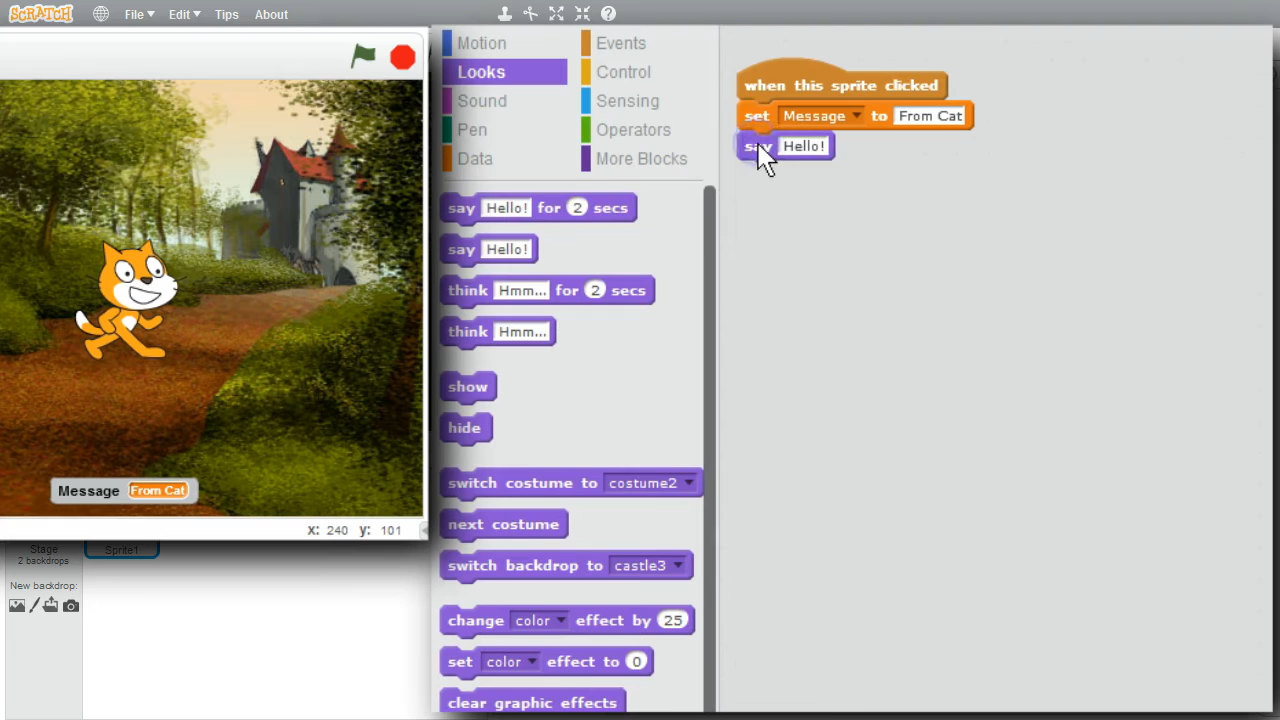 SCRATCH File Edit Tips About
Motion Events
Looks Control
Sound Sensing
Pen Operators
Data More Blocks
say Hello! for 2 secs
say Hello!
think Hmm... for 2 secs
think Hmm...
show
hide
switch costume to costume2
next costume
switch backdrop to castle3
change color effect by 25
set color effect to 0
clear graphic effects
when this sprite clicked
set Message to From Cat
say Hello!
Message From Cat
x: 240 y: 101
Stage
2 backdrops
Sprite1
New backdrop: